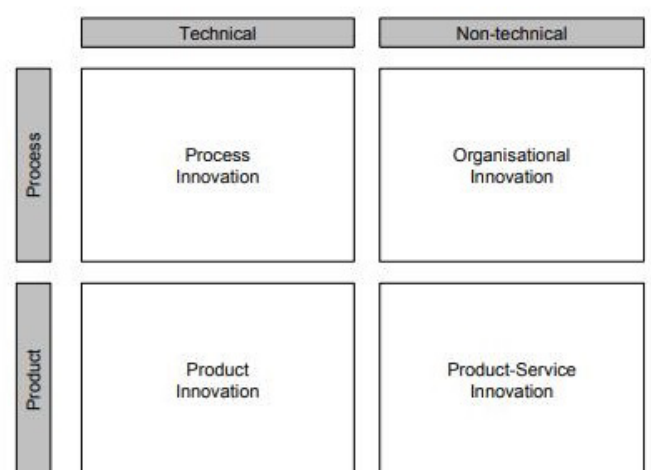 Technical
Non-technical
Process
Process
Innovation
Organisational
Innovation
Product
Product
Innovation
Product-Service
Innovation